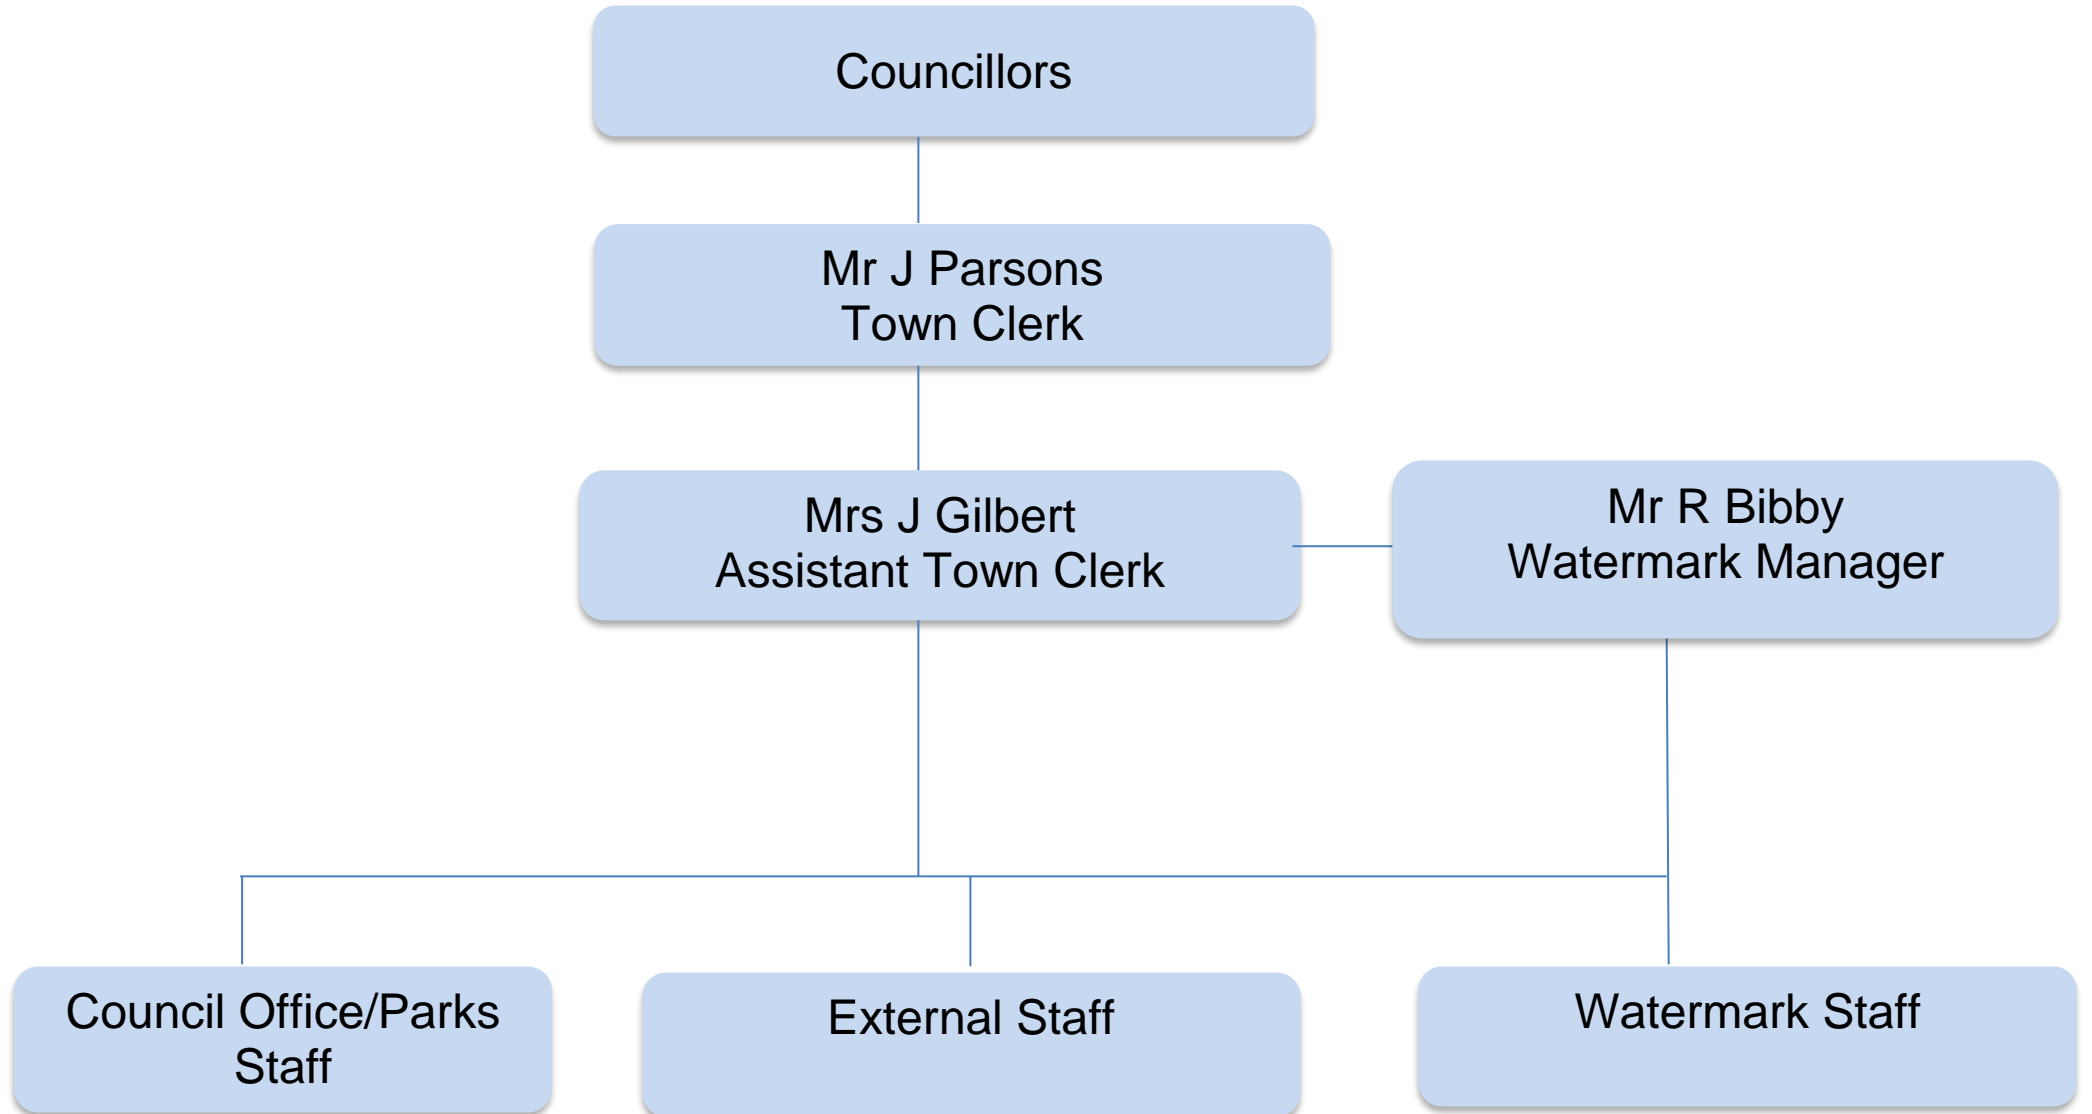 Councillors
Mr J Parsons
Town Clerk
Mrs J Gilbert
Assistant Town Clerk
Mr R Bibby
Watermark Manager
Council Office/Parks
Staff
External Staff
Watermark Staff